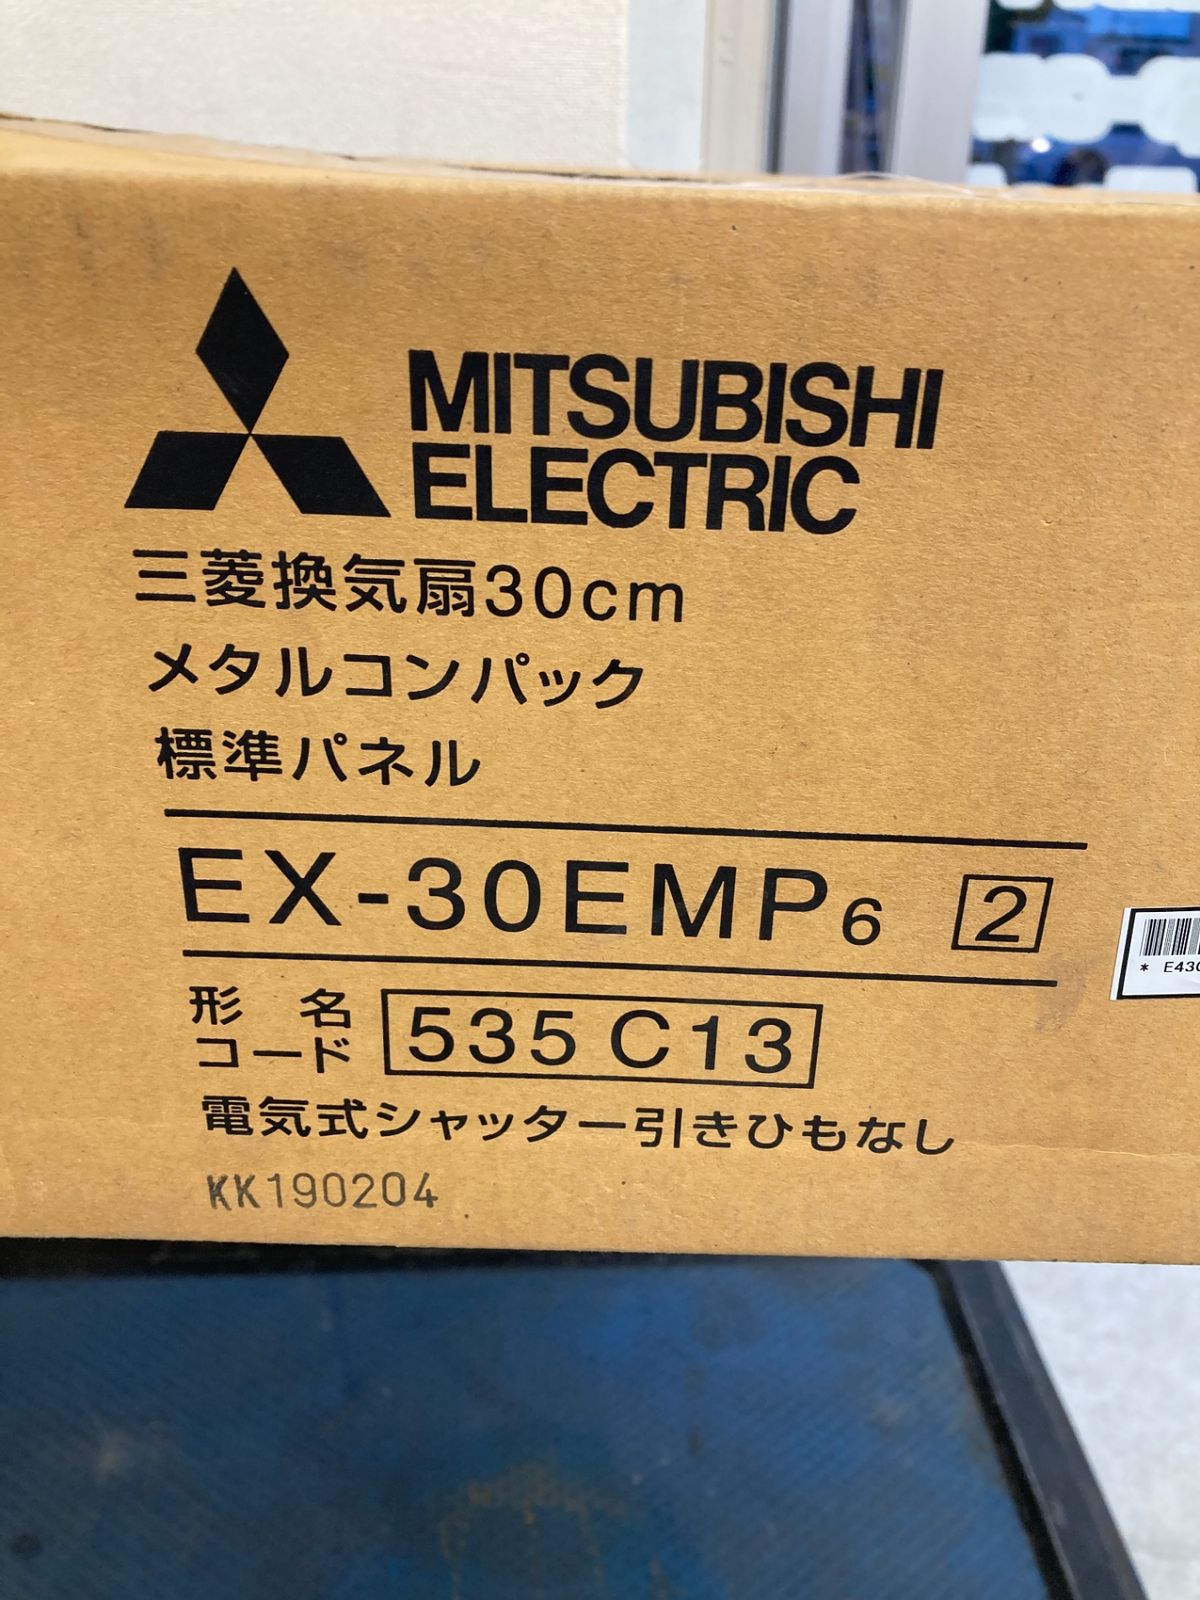 MITSUBISHI
ELECTRIC
三菱換気扇30cm
メタルコンパック
標準パネル
EX-30EMP6 2
形名
コード 535C13
電気式シャッター引きひもなし
KK190204
* E430